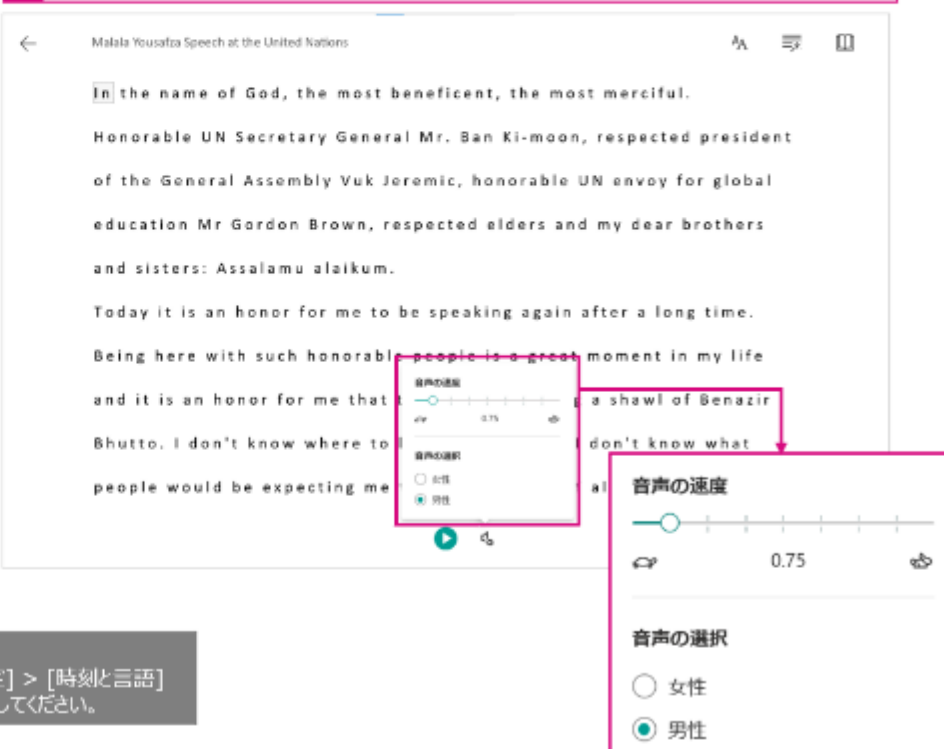 Malala Yousafza Speech at the United Nations
In the name of God, the most beneficent, the most merciful.
Honorable UN Secretary General Mr. Ban Ki-moon, respected president
of the General Assembly Vuk Jeremic, honorable UN envoy for global
education Mr Gordon Brown, respected elders and my dear brothers
and sisters: Assalamu alaikum.
Today it is an honor for me to be speaking again after a long time.
Being here with such honorable people is a great moment in my life
and it is an honor for me that a shawl of Benazir
Bhutto. I don't know where to don't know what
people would be expecting me
音声の速度
0.75
音声の選択
女性
男性
音声の速度
0.75
音声の選択
女性
男性
] > [時刻と言語]
してください。